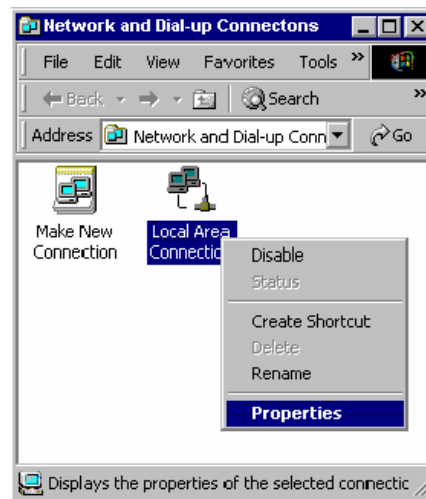 Network and Dial-up Connectons
File Edit View Favorites Tools »
Back Search »
Address Network and Dial-up Conn Go
Make New Connection
Local Area Connectic
Disable
Status
Create Shortcut
Delete
Rename
Properties
Displays the properties of the selected connectic